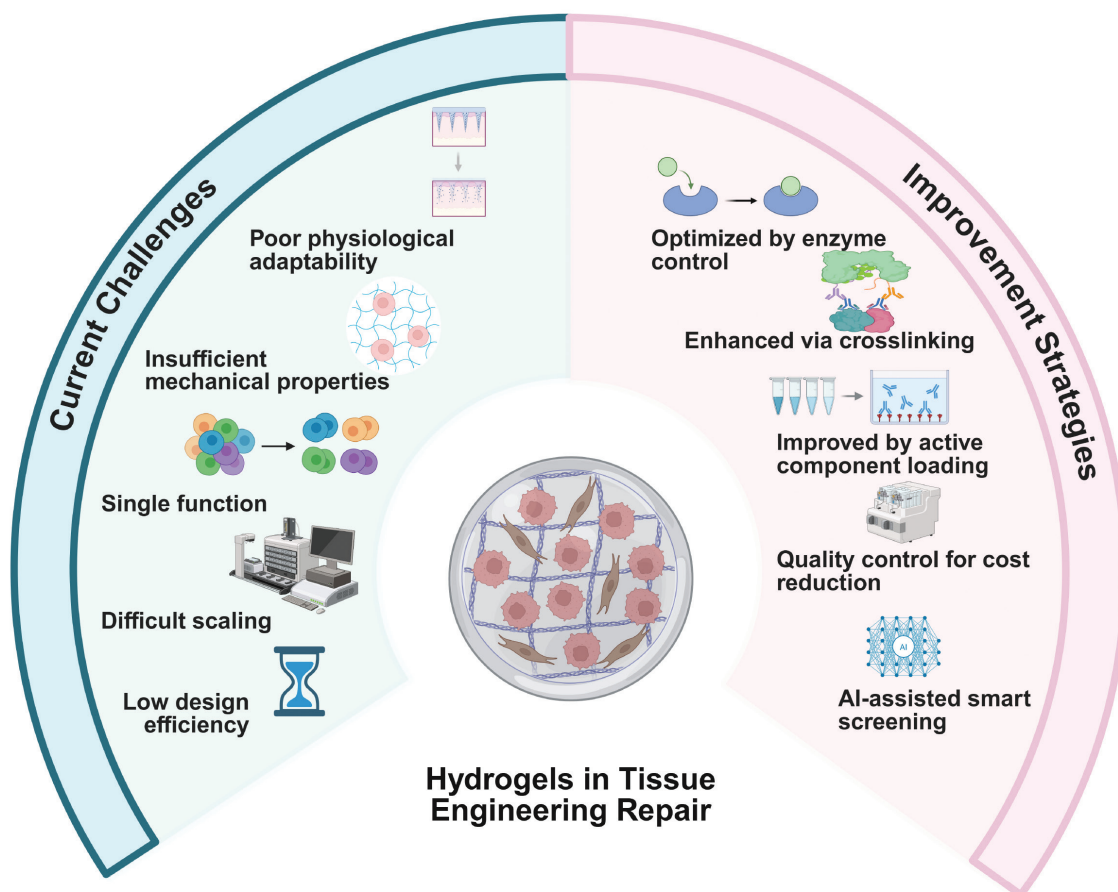 Current Challenges
Poor physiological
adaptability
Insufficient
mechanical properties
Single function
Difficult scaling
Low design
efficiency
Improvement Strategies
Optimized by enzyme
control
Enhanced via crosslinking
Improved by active
component loading
Quality control for cost
reduction
AI
AI-assisted smart
screening
Hydrogels in Tissue
Engineering Repair